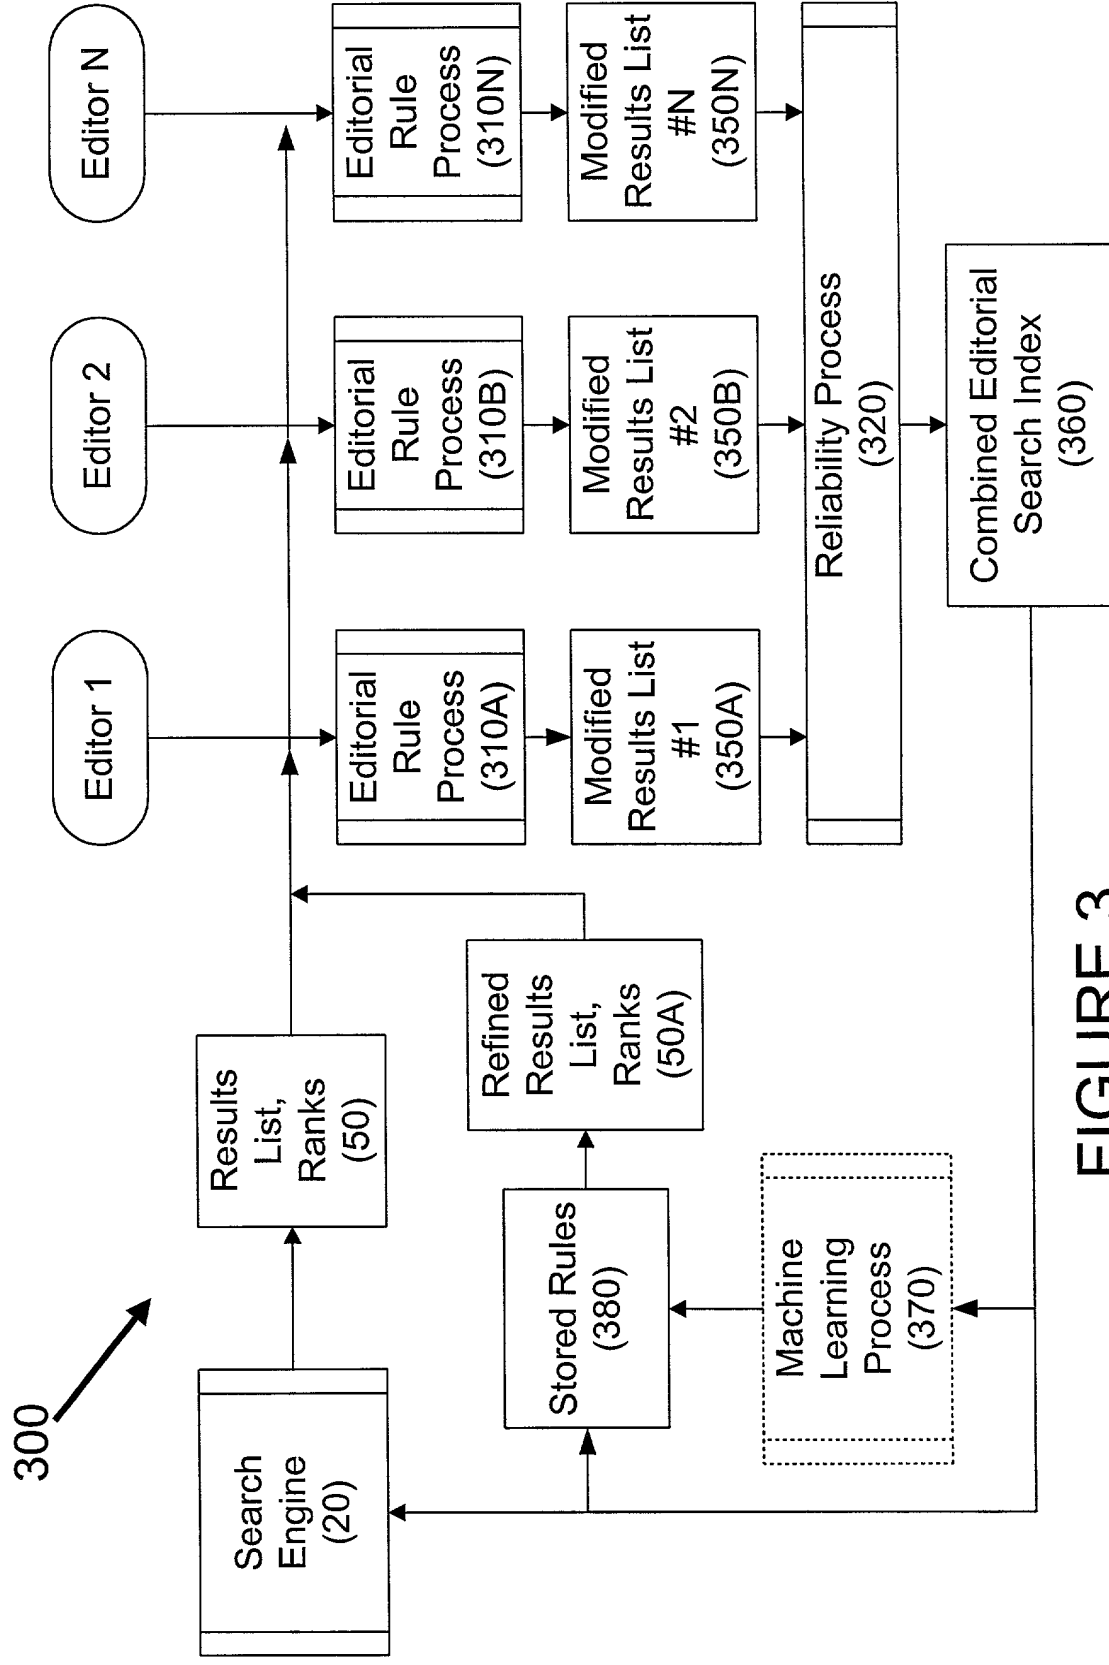 300
Search
Engine
(20)
Results
List,
Ranks
(50)
Editor 1
Editor 2
Editor N
Stored Rules
(380)
Refined
Results
List,
Ranks
(50A)
Machine
Learning
Process
(370)
Editorial
Rule
Process
(310A)
Editorial
Rule
Process
(310B)
Editorial
Rule
Process
(310N)
Modified
Results List
#1
(350A)
Modified
Results List
#2
(350B)
Modified
Results List
#N
(350N)
Reliability Process
(320)
Combined Editorial
Search Index
(360)
FIGURE 3